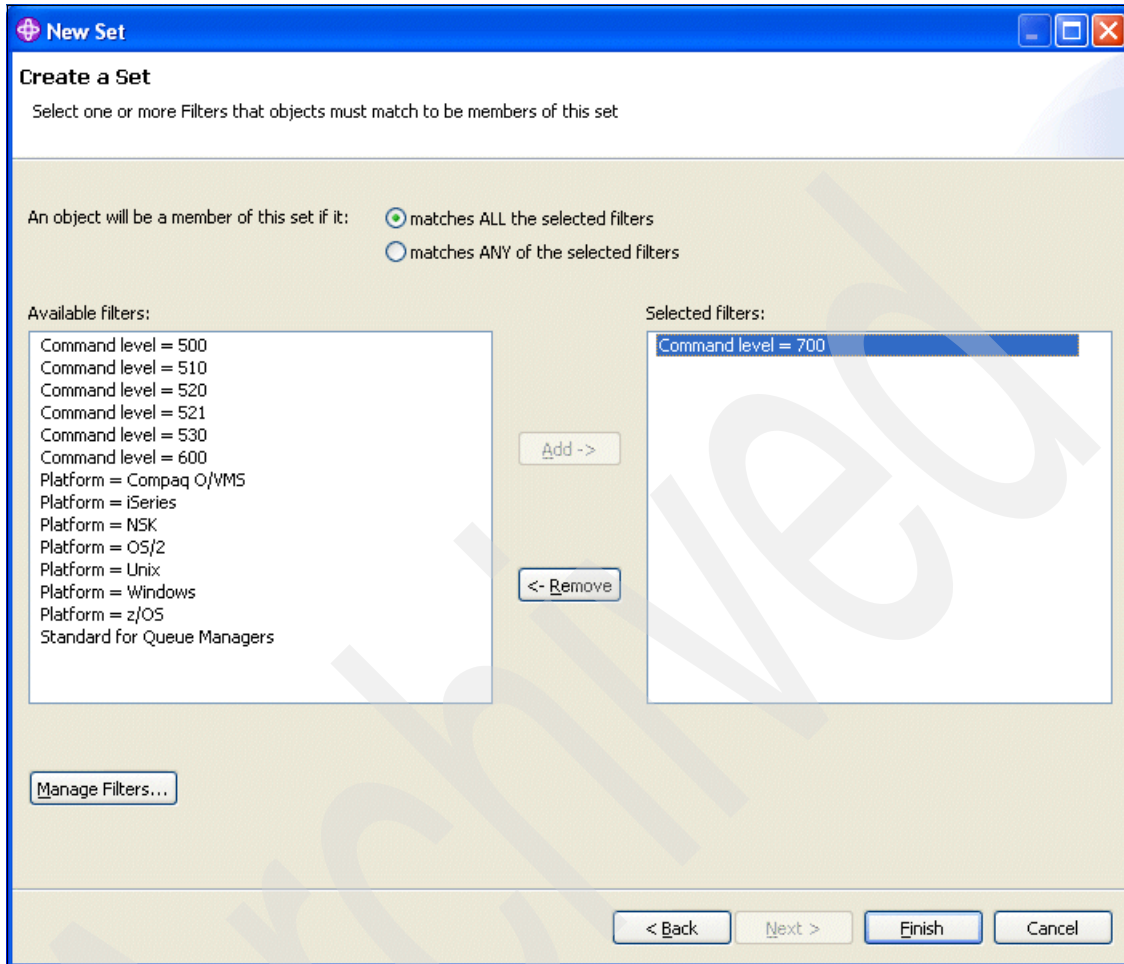 New Set
Create a Set
Select one or more Filters that objects must match to be members of this set
An object will be a member of this set if it:
matches ALL the selected filters
matches ANY of the selected filters
Available filters:
Command level = 500
Command level = 510
Command level = 520
Command level = 521
Command level = 530
Command level = 600
Platform = Compaq O/VMS
Platform = iSeries
Platform = NSK
Platform = OS/2
Platform = Unix
Platform = Windows
Platform = z/OS
Standard for Queue Managers
Add ->
<- Remove
Selected filters:
Command level = 700
Manage Filters...
< Back
Next >
Finish
Cancel
Archived